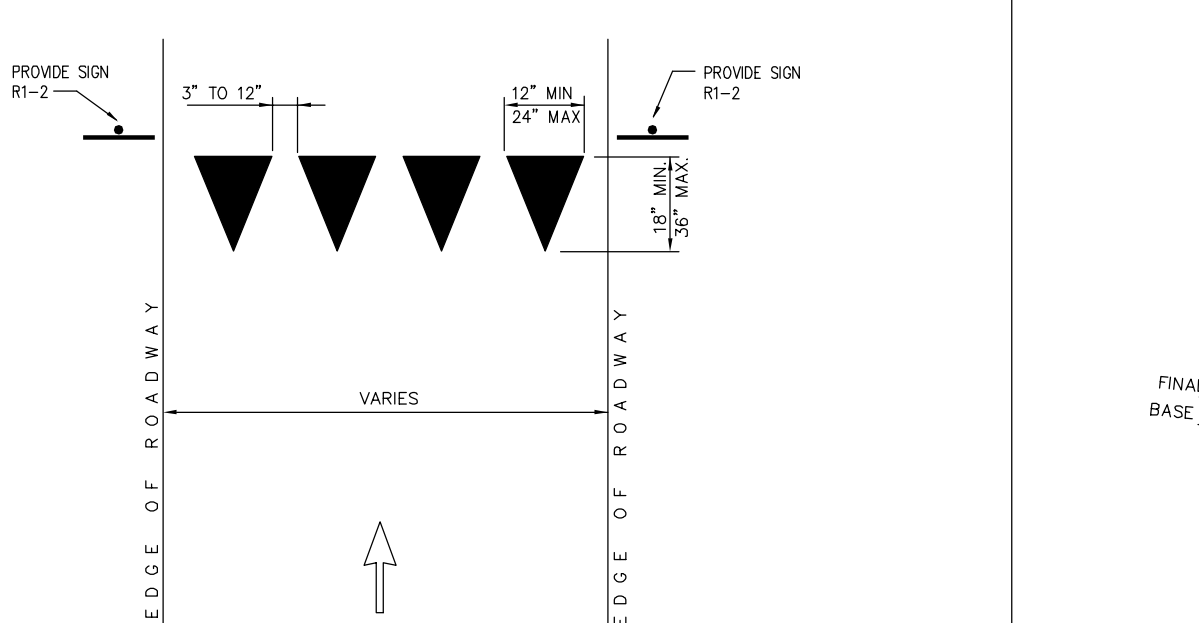 PROVIDE SIGN
R1-2
3" TO 12"
12" MIN
24" MAX
PROVIDE SIGN
R1-2
18" MIN.
36" MAX.
EDGE OF ROADWAY
VARIES
EDGE OF ROADWAY
BASE